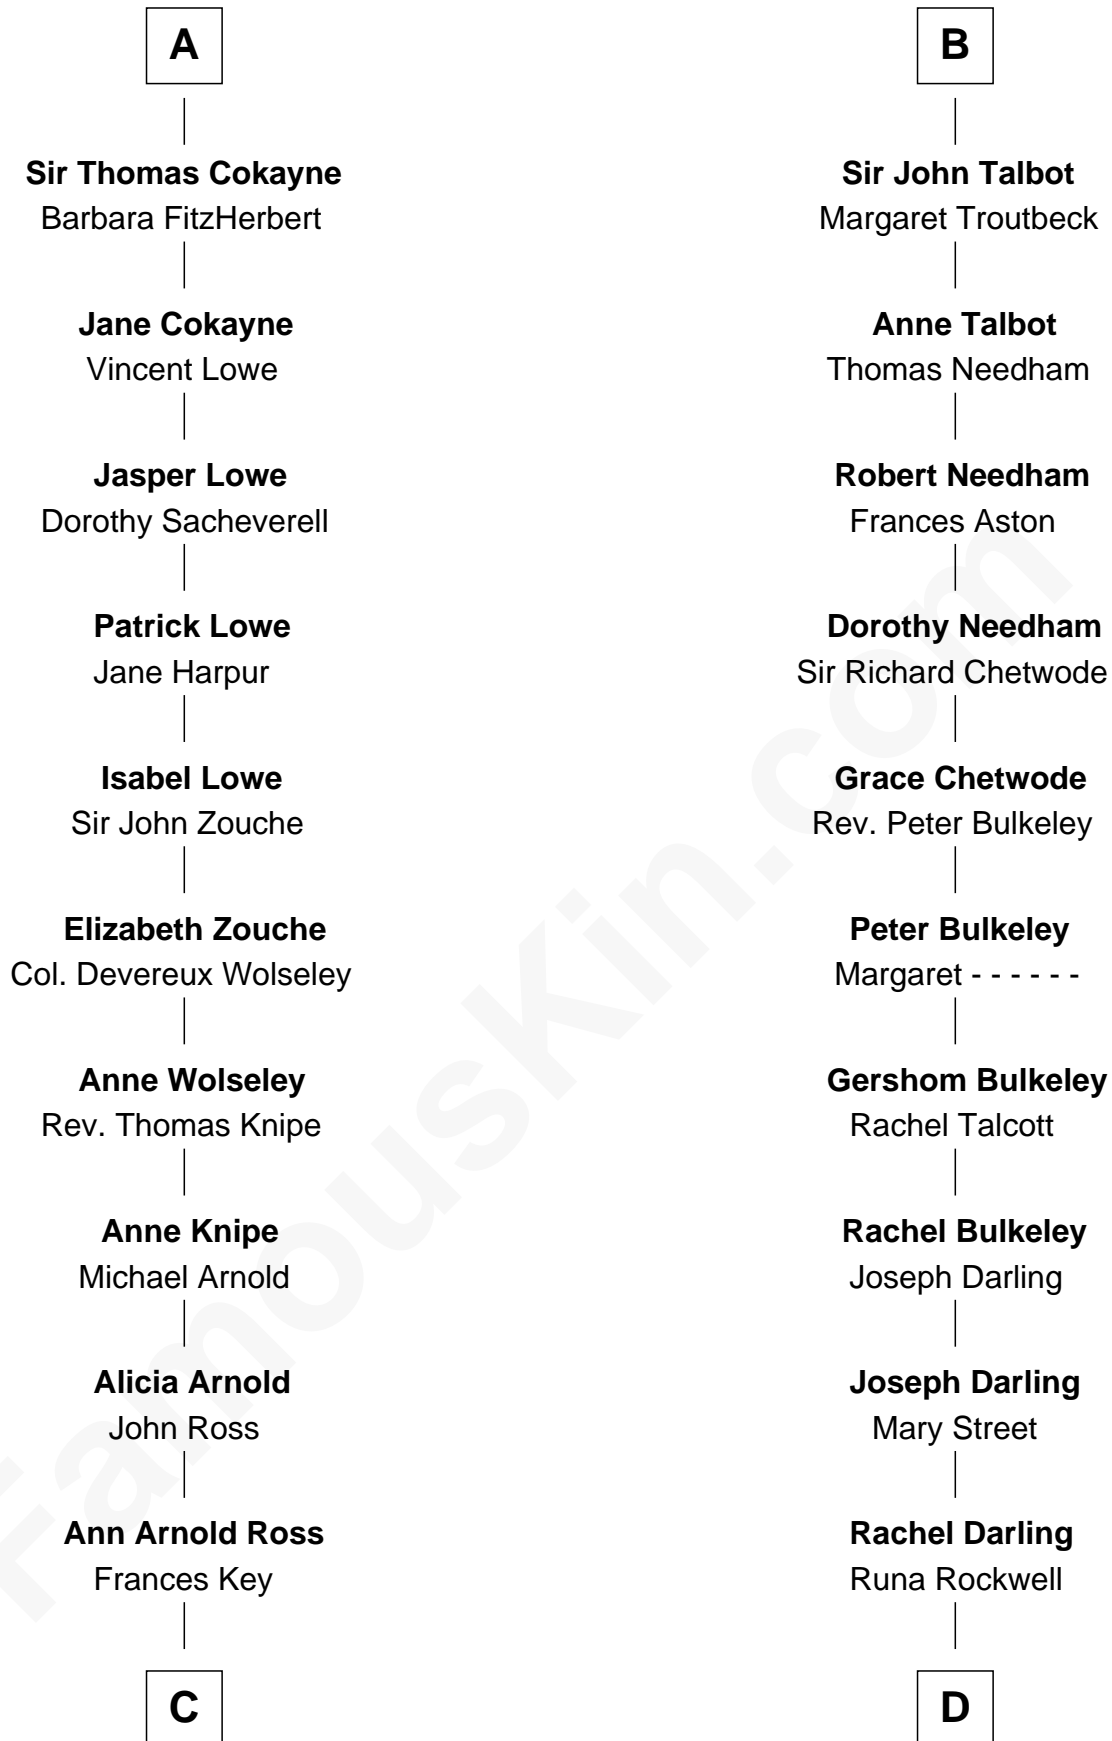 A
Sir Thomas Cokayne
Barbara FitzHerbert
Jane Cokayne
Vincent Lowe
Jasper Lowe
Dorothy Sacheverell
Patrick Lowe
Jane Harpur
Isabel Lowe
Sir John Zouche
Elizabeth Zouche
Col. Devereux Wolseley
Anne Wolseley
Rev. Thomas Knipe
Anne Knipe
Michael Arnold
Alicia Arnold
John Ross
Ann Arnold Ross
Frances Key
C
B
Sir John Talbot
Margaret Troutbeck
Anne Talbot
Thomas Needham
Robert Needham
Frances Aston
Dorothy Needham
Sir Richard Chetwode
Grace Chetwode
Rev. Peter Bulkeley
Peter Bulkeley
Margaret - - - - - -
Gershom Bulkeley
Rachel Talcott
Rachel Bulkeley
Joseph Darling
Joseph Darling
Mary Street
Rachel Darling
Runa Rockwell
D
FamousKin.com